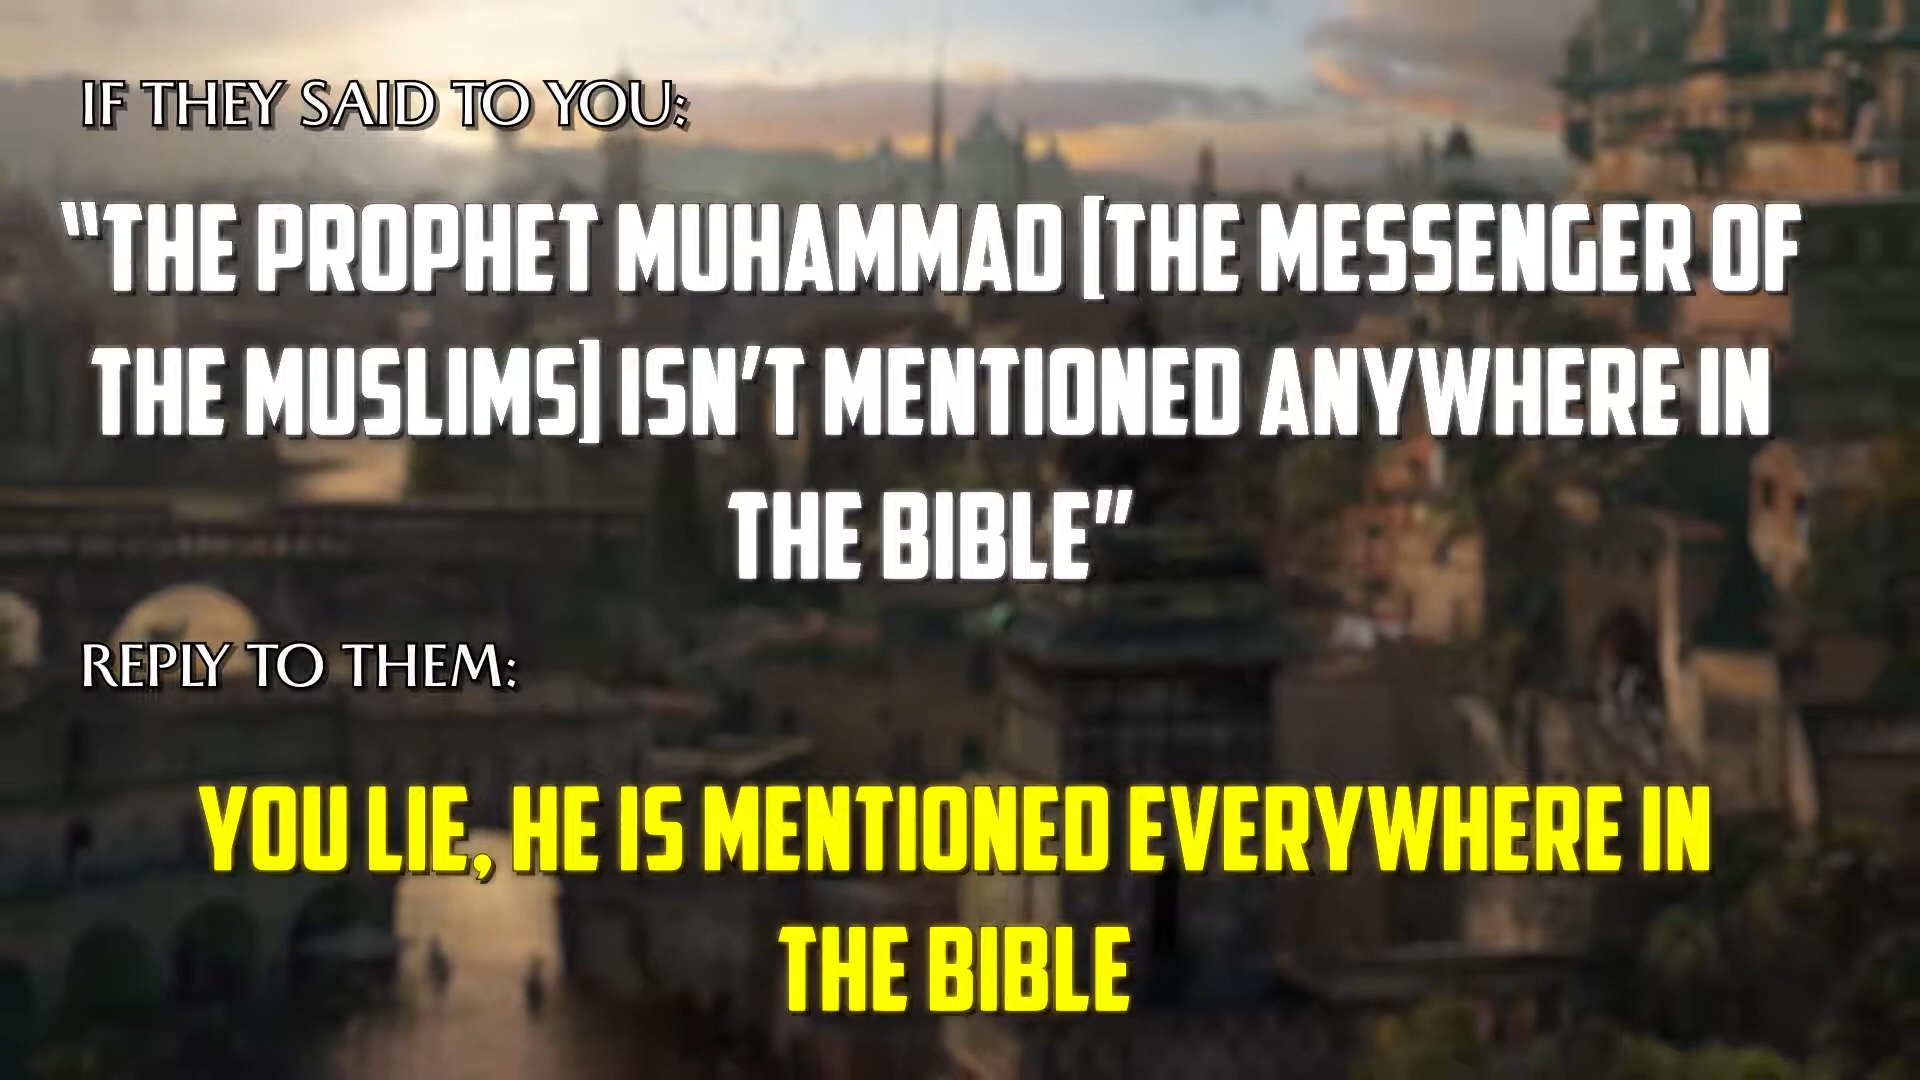 IF THEY SAID TO YOU:
“THE PROPHET MUHAMMAD [THE MESSENGER OF
THE MUSLIMS] ISN’T MENTIONED ANYWHERE IN
THE BIBLE”
REPLY TO THEM:
YOU LIE, HE IS MENTIONED EVERYWHERE IN
THE BIBLE